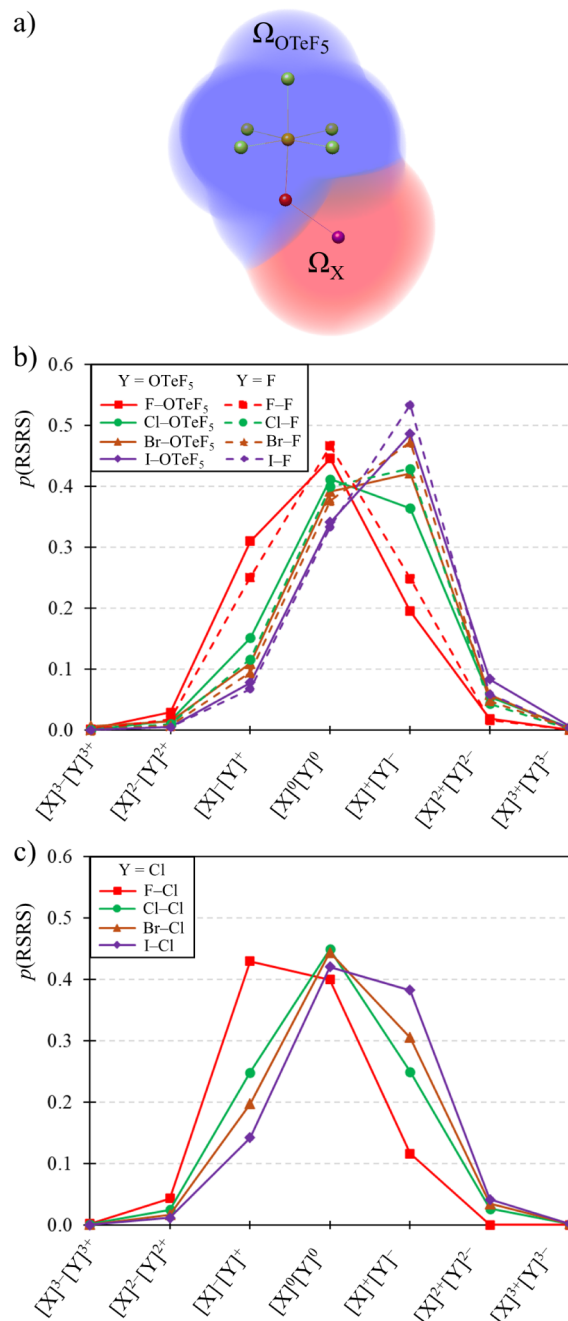 a)
Ω_OTeF₅
Ω_X
b)
0.6
0.5
0.4
0.3
0.2
0.1
0.0
p(RSRS)
Y = OTeF₅ Y = F
F–OTeF₅ F–F
Cl–OTeF₅ Cl–F
Br–OTeF₅ Br–F
I–OTeF₅ I–F
[X]³⁻[Y]³⁺
[X]²⁻[Y]²⁺
[X]⁻[Y]⁺
[X]⁰[Y]⁰
[X]⁺[Y]⁻
[X]²⁺[Y]²⁻
[X]³⁺[Y]³⁻
c)
0.6
0.5
0.4
0.3
0.2
0.1
0.0
p(RSRS)
Y = Cl
F–Cl
Cl–Cl
Br–Cl
I–Cl
[X]³⁻[Y]³⁺
[X]²⁻[Y]²⁺
[X]⁻[Y]⁺
[X]⁰[Y]⁰
[X]⁺[Y]⁻
[X]²⁺[Y]²⁻
[X]³⁺[Y]³⁻